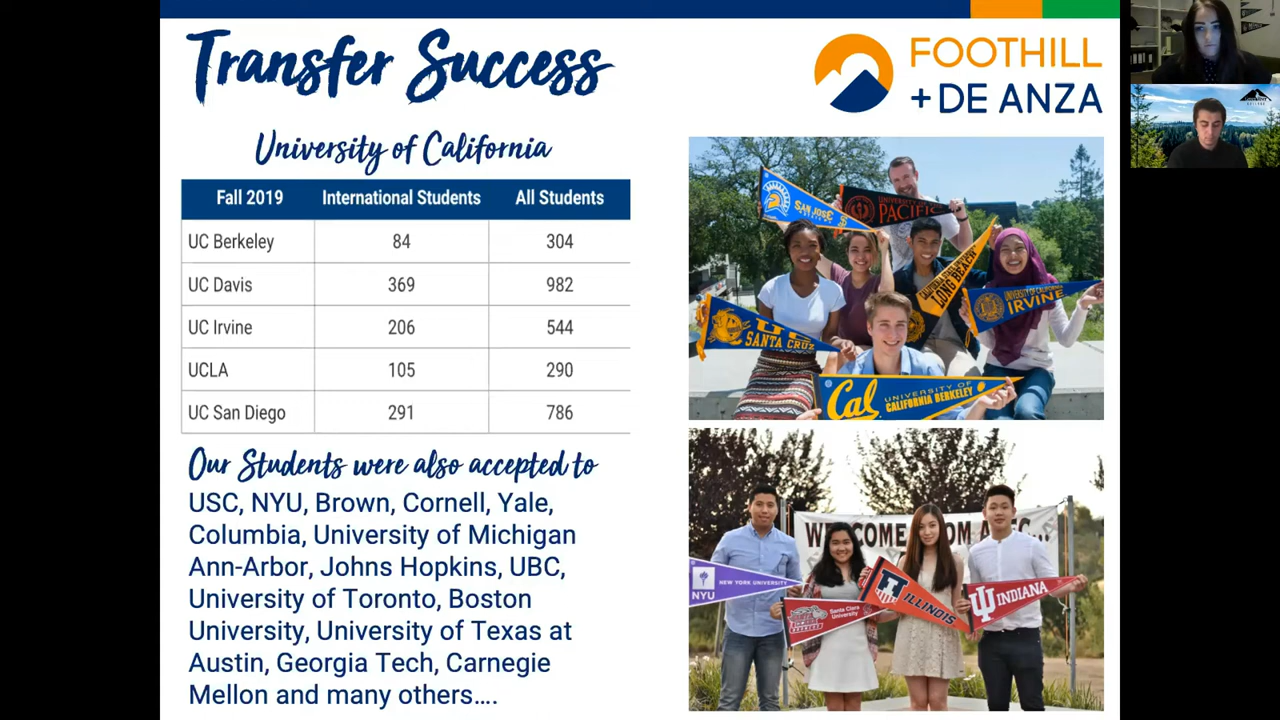 Transfer Success
FOOTHILL
+DE ANZA
University of California
Fall 2019 International Students All Students
UC Berkeley 84 304
UC Davis 369 982
UC Irvine 206 544
UCLA 105 290
UC San Diego 291 786
Our Students were also accepted to
USC, NYU, Brown, Cornell, Yale,
Columbia, University of Michigan
Ann-Arbor, Johns Hopkins, UBC,
University of Toronto, Boston
University, University of Texas at
Austin, Georgia Tech, Carnegie
Mellon and many others....
SAN JOSÉ
UNIVERSITY OF
PACIFIC
LONG BEACH
UNIVERSITY OF CALIFORNIA
IRVINE
UC
SANTA CRUZ
Cal
UNIVERSITY OF
CALIFORNIA BERKELEY
WELCOME
NYU
NEW YORK UNIVERSITY
Santa Clara
University
ILLINOIS
INDIANA